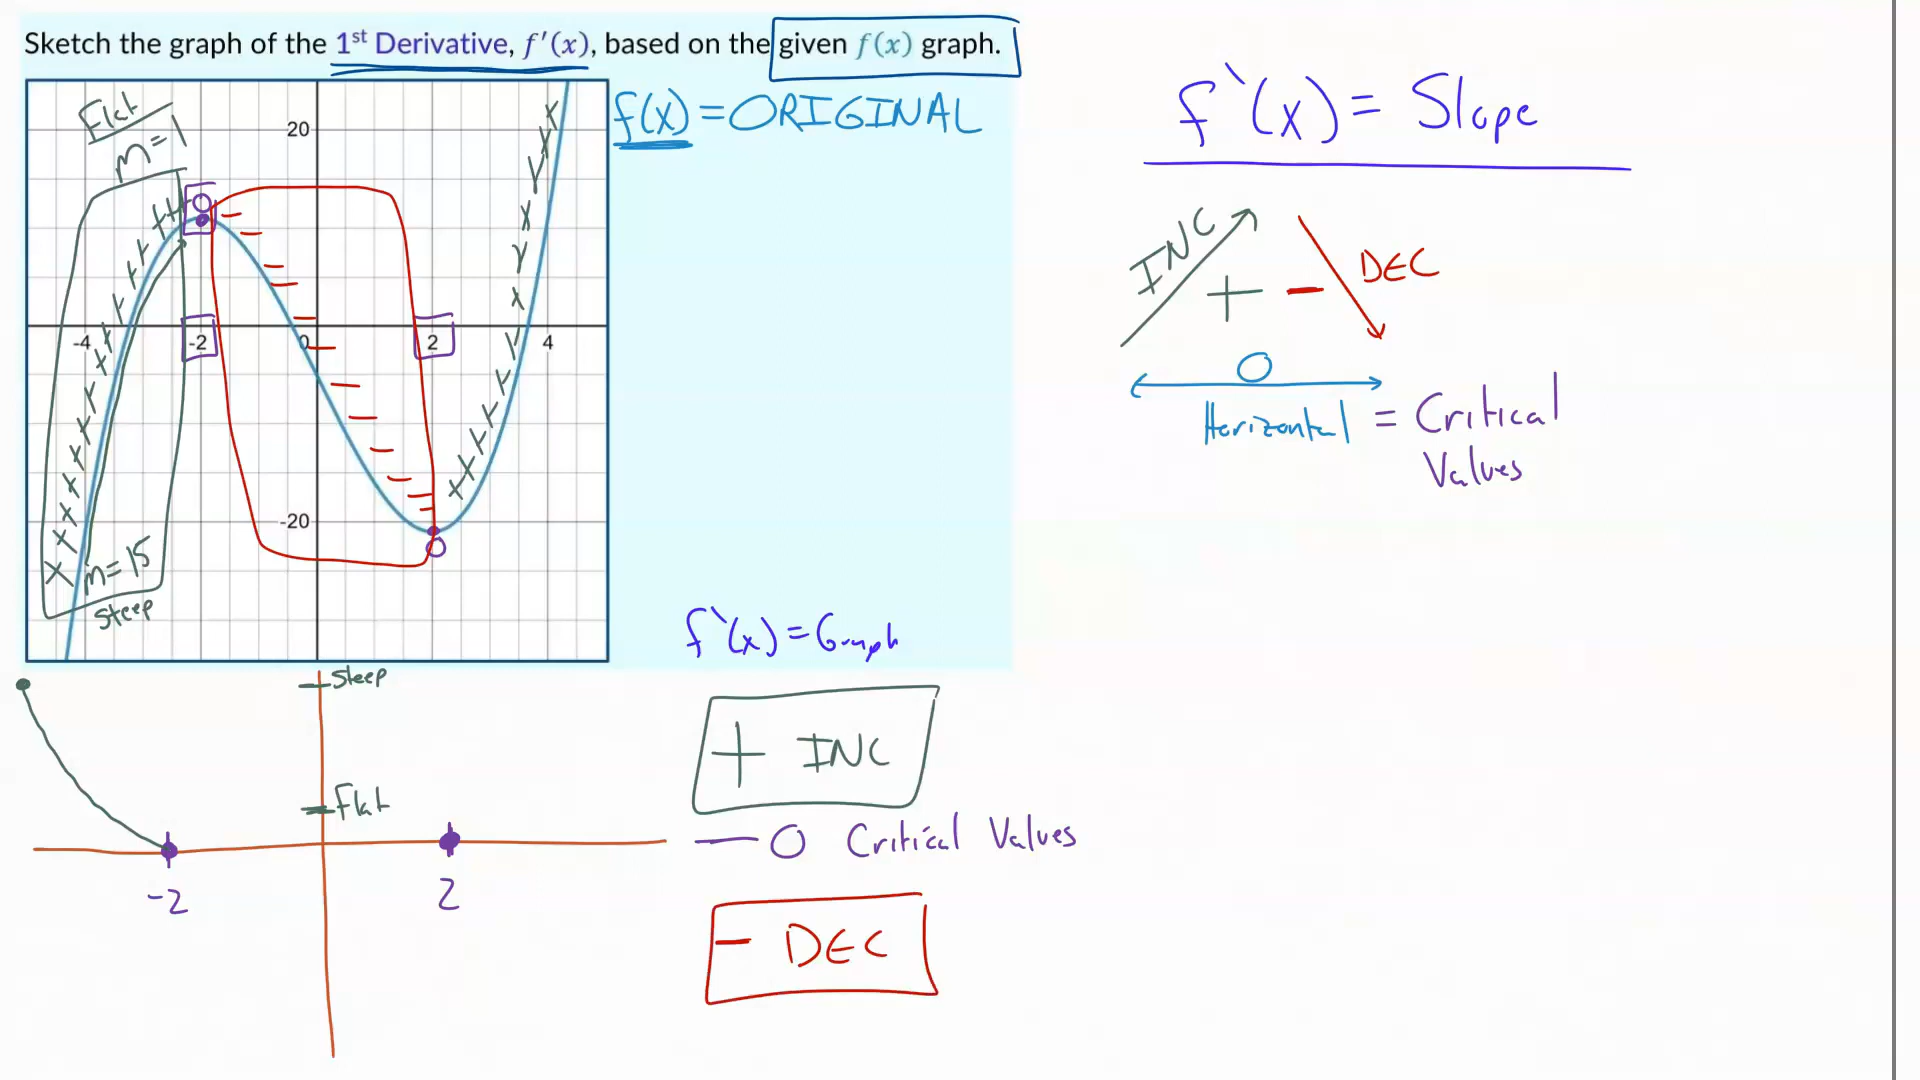 Sketch the graph of the 1st Derivative, f′(x), based on the given f(x) graph.
f(x) = ORIGINAL
f`(x) = Slope
Flat
m=1
20
INC
+
-
DEC
-4
-2
0
2
4
0
Horizontal = Critical
Values
-20
m=15
steep
f`(x) = Graph
Steep
+ INC
Flat
0 Critical Values
-2
2
- DEC